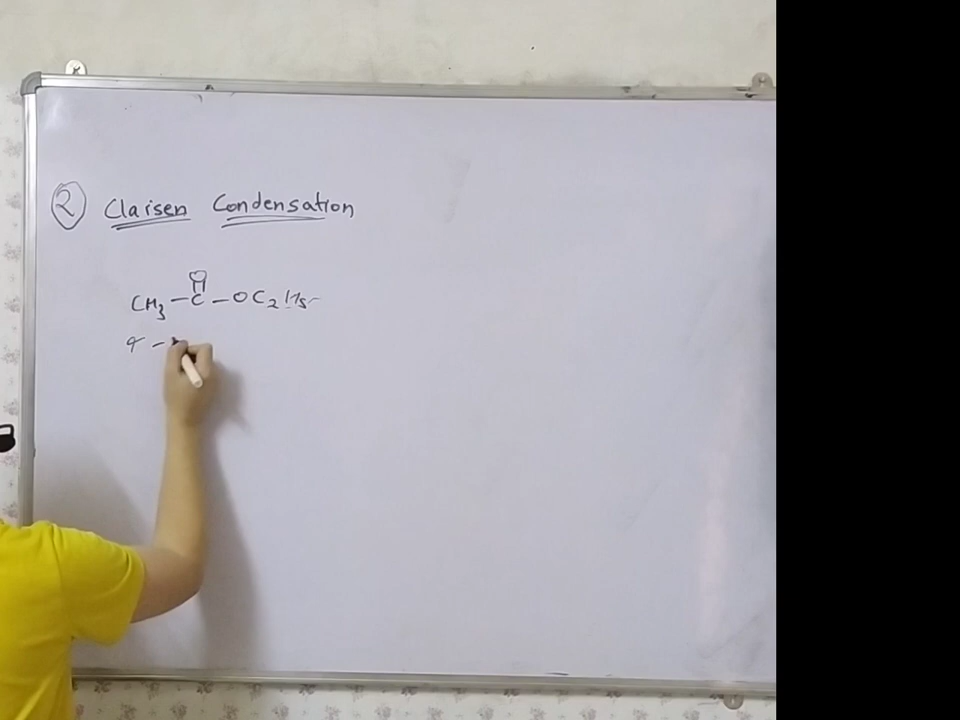 2 Claisen Condensation
O
CH3 - C - OC2H5
α -